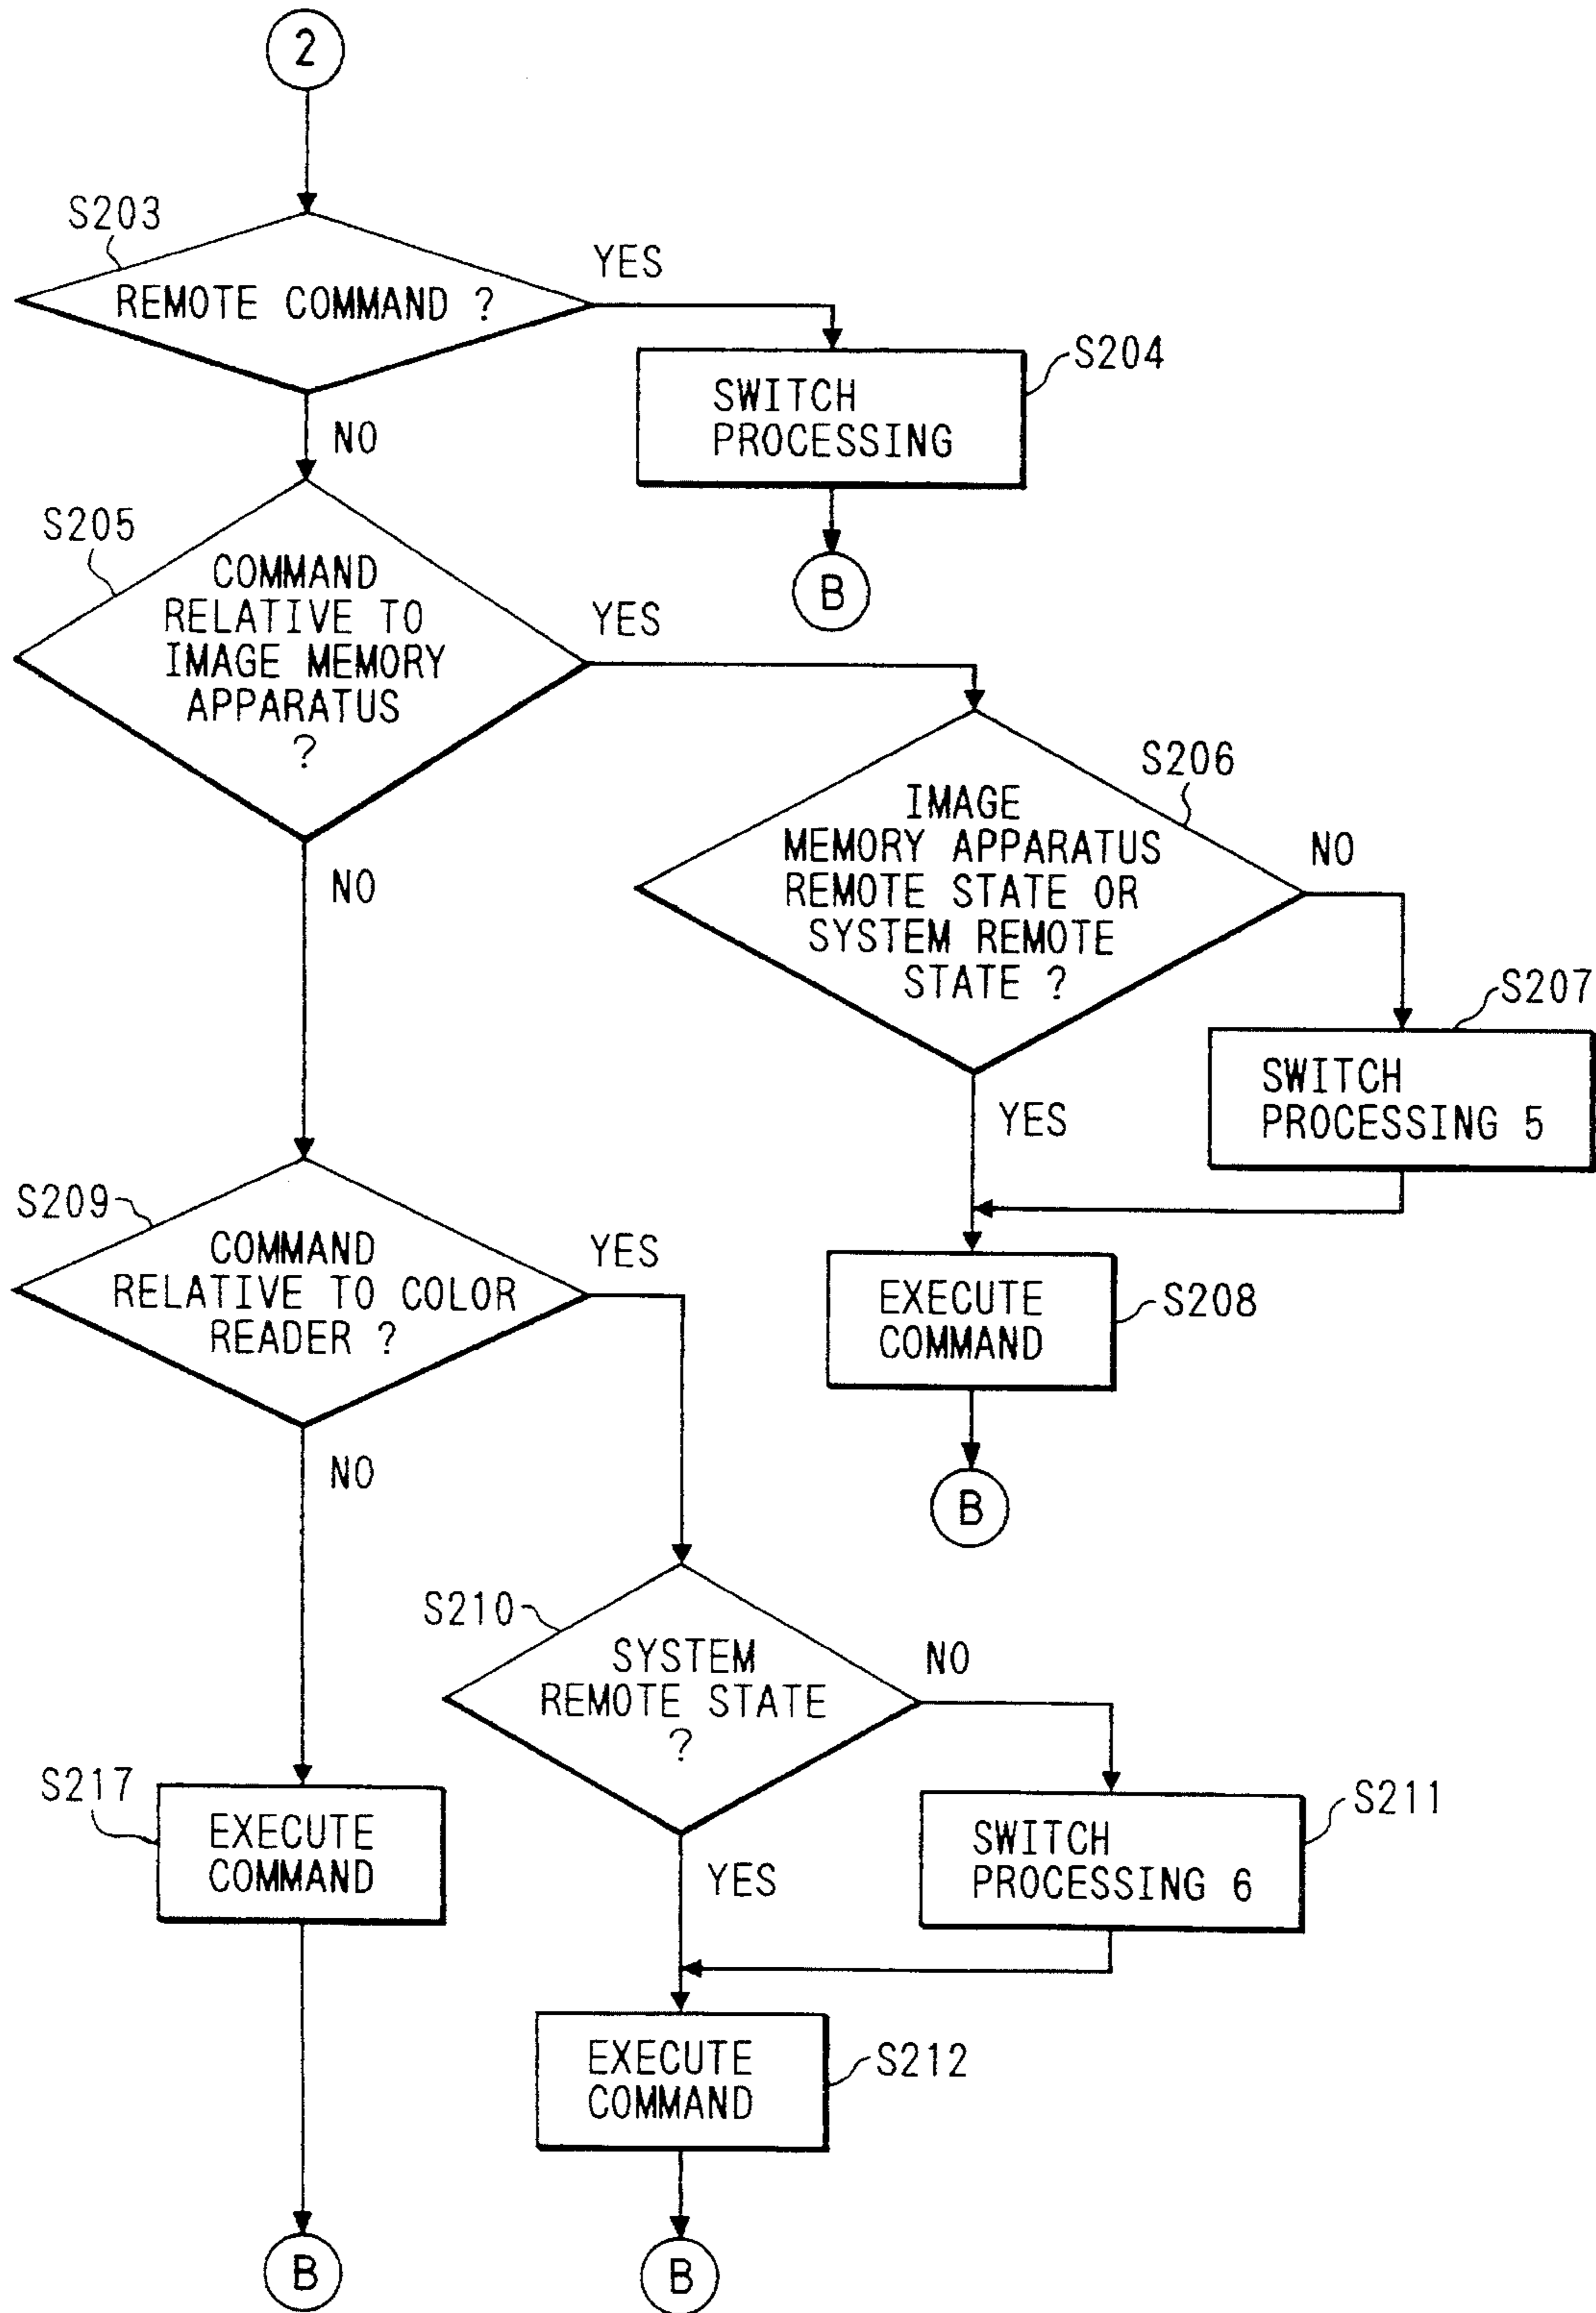 2
S203
REMOTE COMMAND ?
YES
NO
S204
SWITCH
PROCESSING
B
S205
COMMAND
RELATIVE TO
IMAGE MEMORY
APPARATUS
?
YES
NO
S206
IMAGE
MEMORY APPARATUS
REMOTE STATE OR
SYSTEM REMOTE
STATE ?
NO
YES
S207
SWITCH
PROCESSING 5
S208
EXECUTE
COMMAND
B
S209
COMMAND
RELATIVE TO COLOR
READER ?
YES
NO
S210
SYSTEM
REMOTE STATE
?
NO
YES
S211
SWITCH
PROCESSING 6
S217
EXECUTE
COMMAND
S212
EXECUTE
COMMAND
B
B